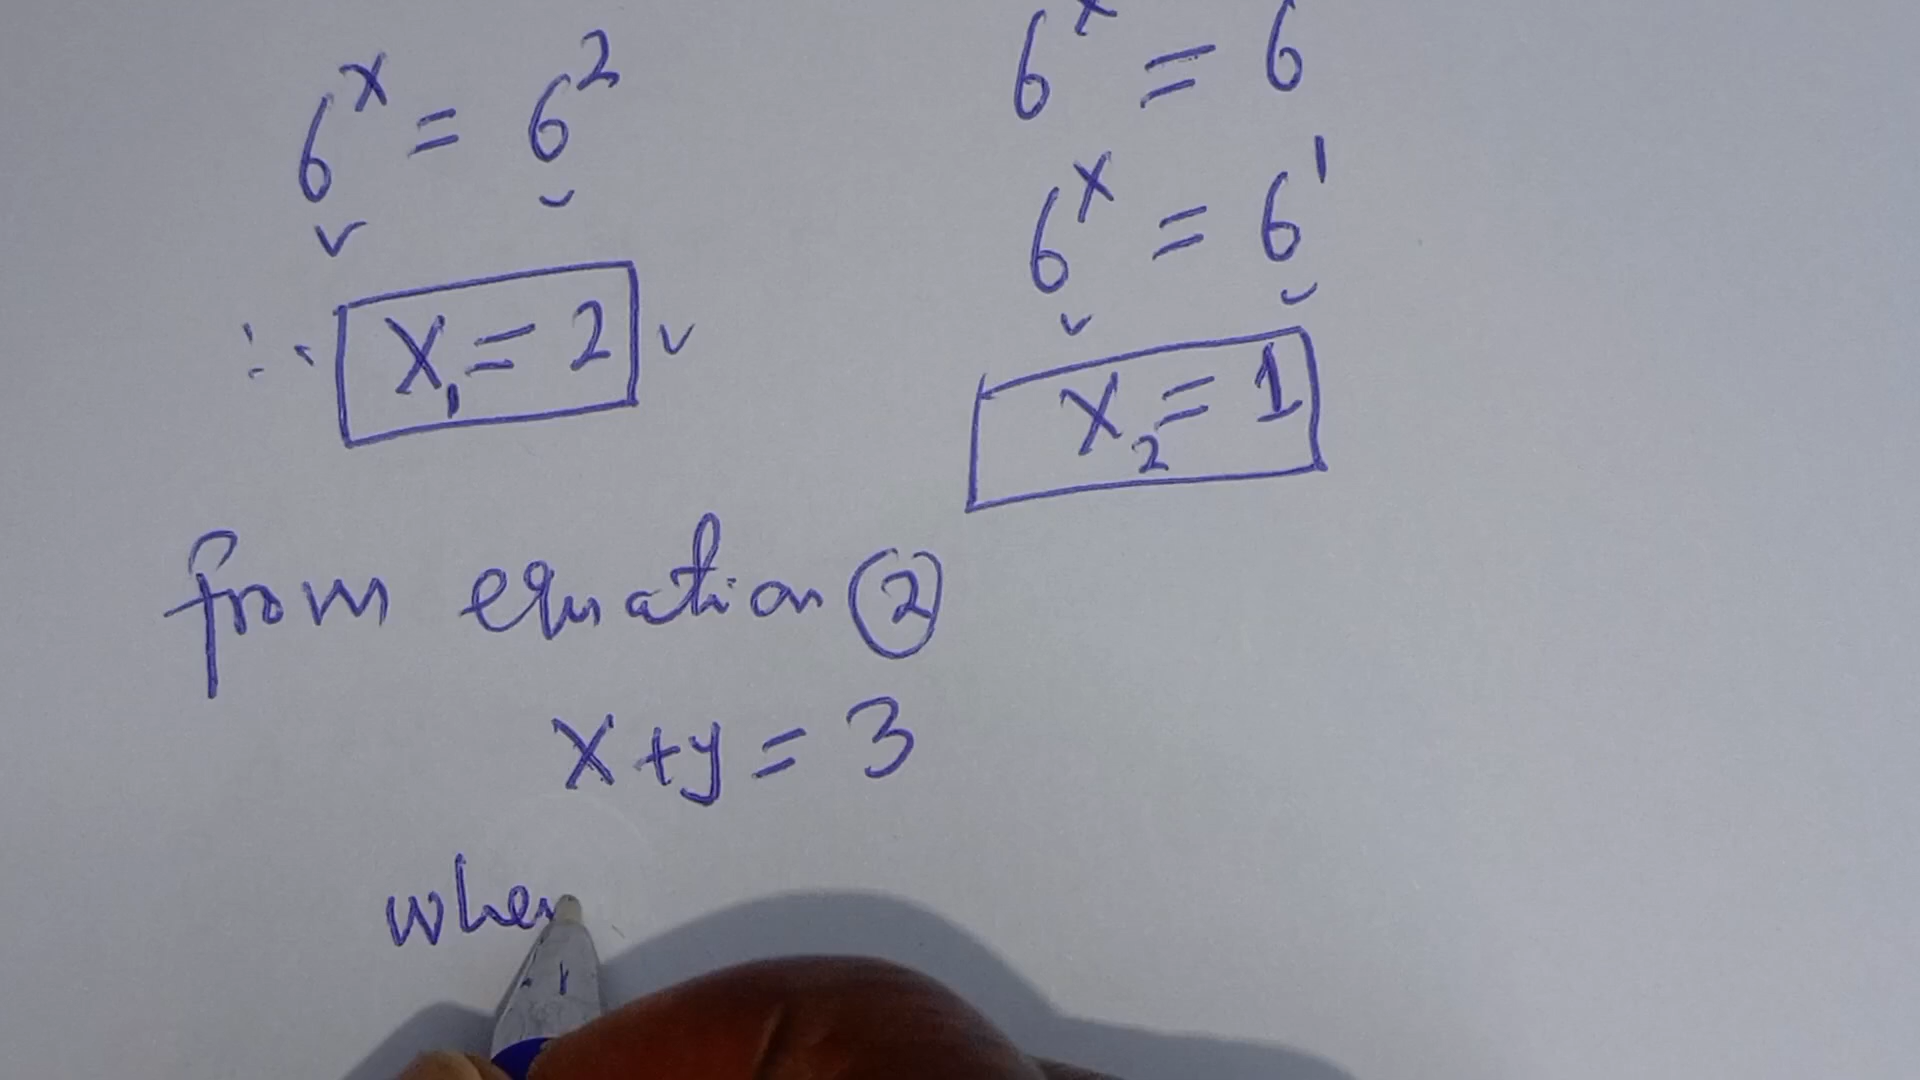 6^x = 6^2
∴ x₁ = 2
6^x = 6
6^x = 6^1
x₂ = 1
from equation ②
x+y = 3
when